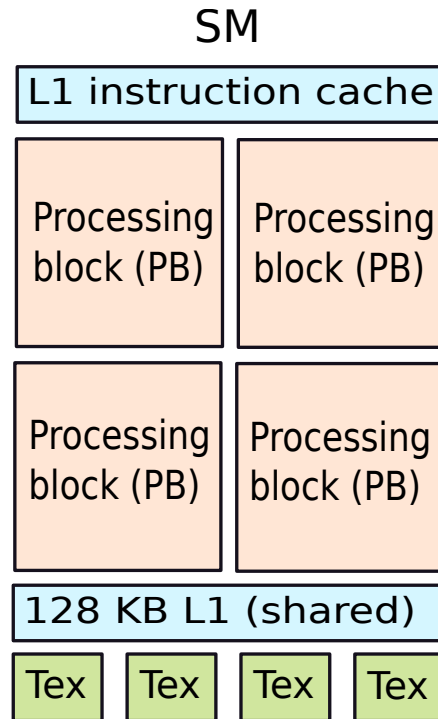 SM
L1 instruction cache
Processing
block (PB)
Processing
block (PB)
Processing
block (PB)
Processing
block (PB)
128 KB L1 (shared)
Tex
Tex
Tex
Tex